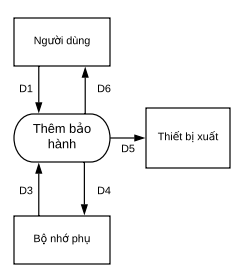 Người dùng
D1
D6
Thêm bảo
hành
D5
Thiết bị xuất
D3
D4
Bộ nhớ phụ